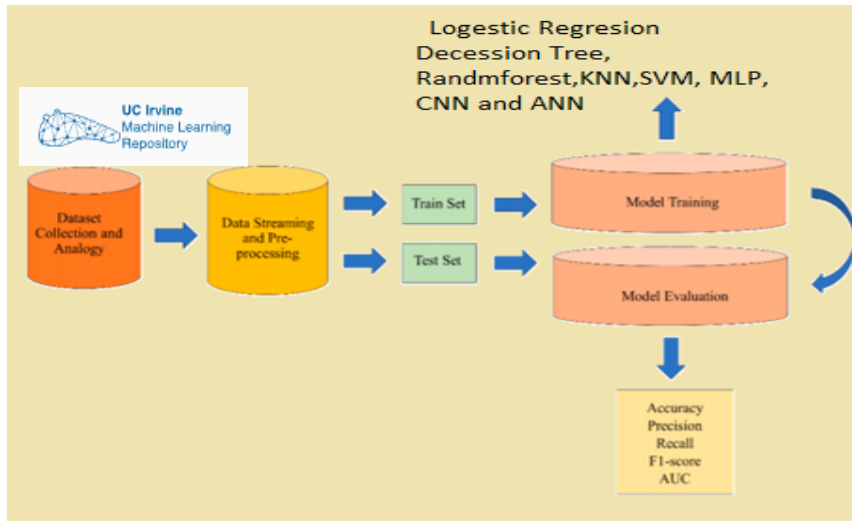 Logestic Regresion
Decession Tree,
Randmforest,KNN,SVM, MLP,
CNN and ANN
UC Irvine
Machine Learning
Repository
Dataset
Collection and
Analogy
Data Streaming
and Pre-
processing
Train Set
Test Set
Model Training
Model Evaluation
Accuracy
Precision
Recall
F1-score
AUC